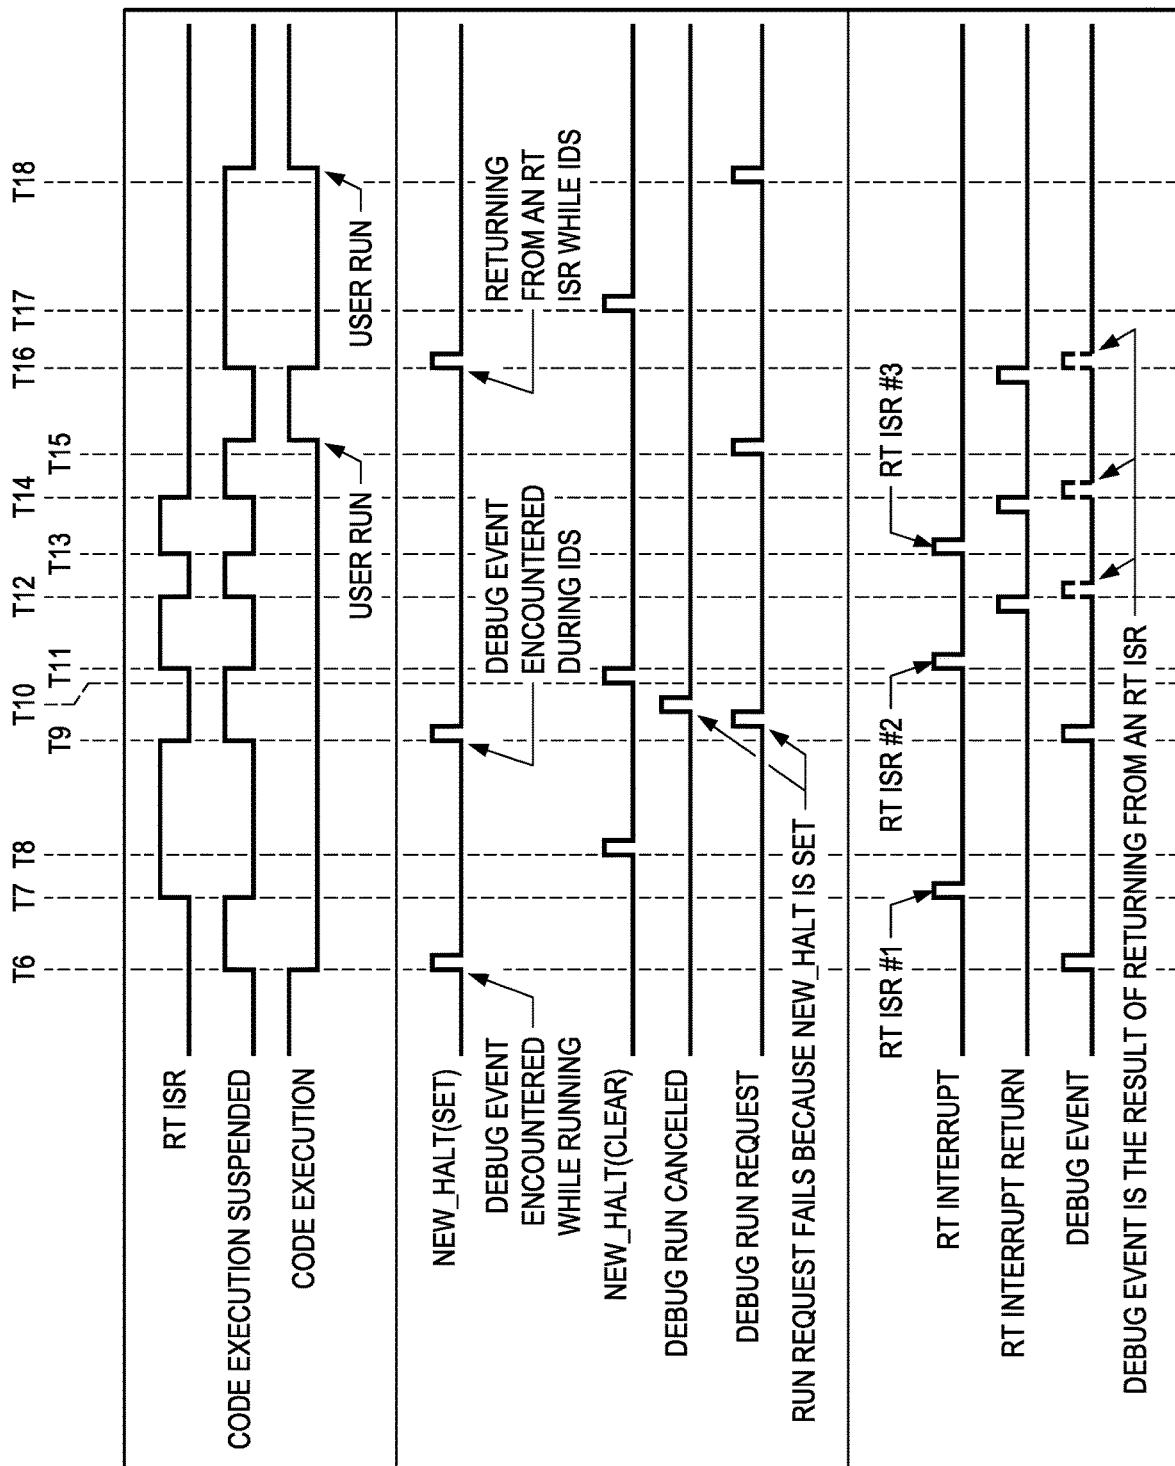 T6
T7
T8
T9
T10
T11
T12
T13
T14
T15
T16
T17
T18
RT ISR
CODE EXECUTION SUSPENDED
CODE EXECUTION
USER RUN
USER RUN
NEW_HALT(SET)
DEBUG EVENT
ENCOUNTERED
WHILE RUNNING
DEBUG EVENT
ENCOUNTERED
DURING IDS
RETURNING
FROM AN RT
ISR WHILE IDS
NEW_HALT(CLEAR)
DEBUG RUN CANCELED
DEBUG RUN REQUEST
RUN REQUEST FAILS BECAUSE NEW_HALT IS SET
RT ISR #1
RT ISR #2
RT ISR #3
RT INTERRUPT
RT INTERRUPT RETURN
DEBUG EVENT
DEBUG EVENT IS THE RESULT OF RETURNING FROM AN RT ISR